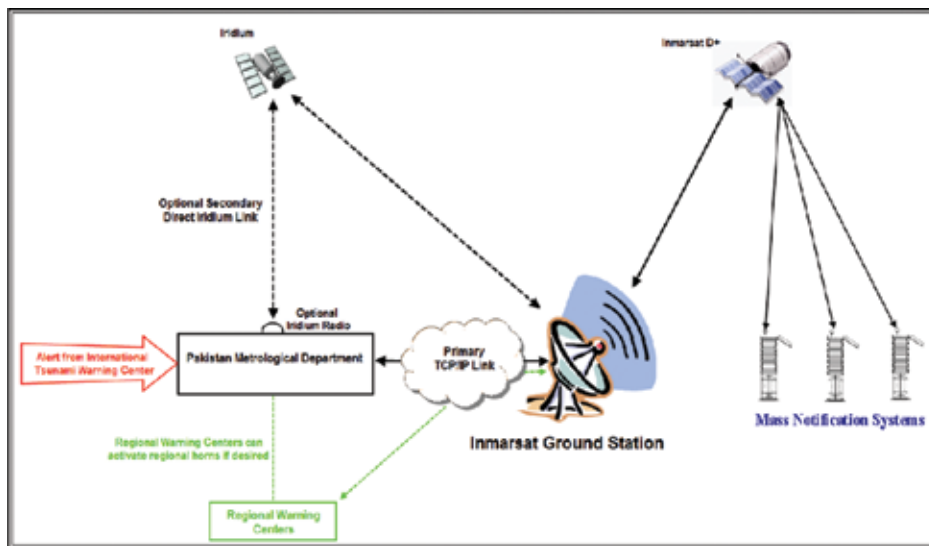 Iridium
Inmarsat D+
Optional Secondary
Direct Iridium Link
Optional
Iridium Radio
Alert from International
Tsunami Warning Center
Pakistan Metrological Department
Primary
TCP/IP Link
Mass Notification Systems
Inmarsat Ground Station
Regional Warning Centers can
activate regional horns if desired
Regional Warning
Centers